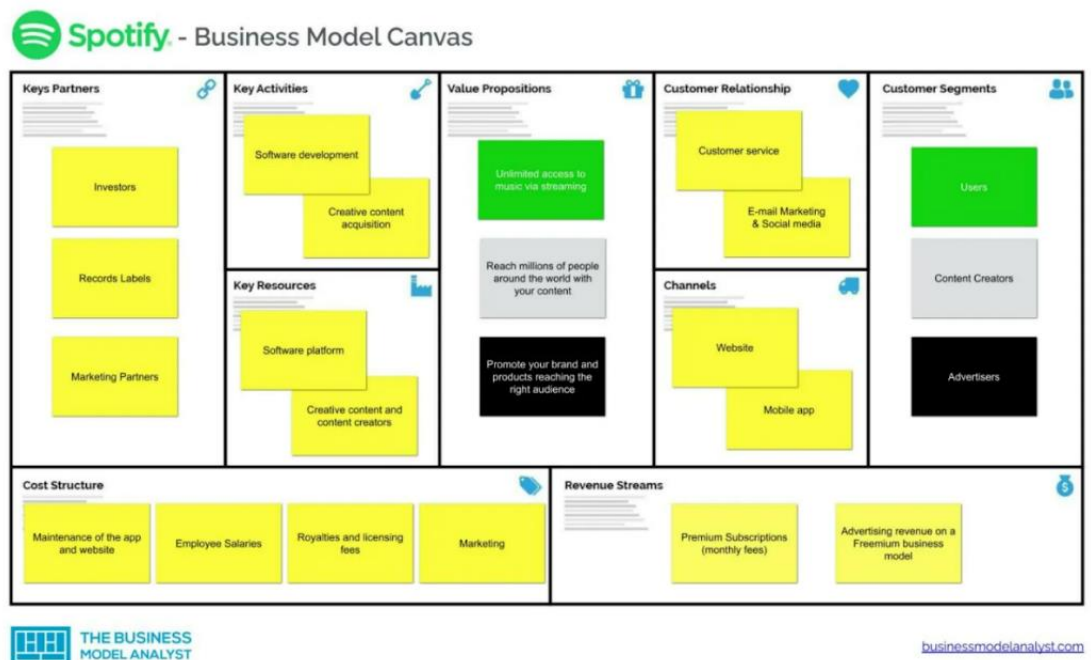 Spotify - Business Model Canvas
Keys Partners
Investors
Records Labels
Marketing Partners
Key Activities
Software development
Creative content
acquisition
Key Resources
Software platform
Creative content and
content creators
Value Propositions
Unlimited access to
music via streaming
Reach millions of people
around the world with
your content
Promote your brand and
products reaching the
right audience
Customer Relationship
Customer service
E-mail Marketing
& Social media
Channels
Website
Mobile app
Customer Segments
Users
Content Creators
Advertisers
Cost Structure
Maintenance of the app
and website
Employee Salaries
Royalties and licensing
fees
Marketing
Revenue Streams
$
Premium Subscriptions
(monthly fees)
Advertising revenue on a
Freemium business
model
THE BUSINESS
MODEL ANALYST
businessmodelanalyst.com